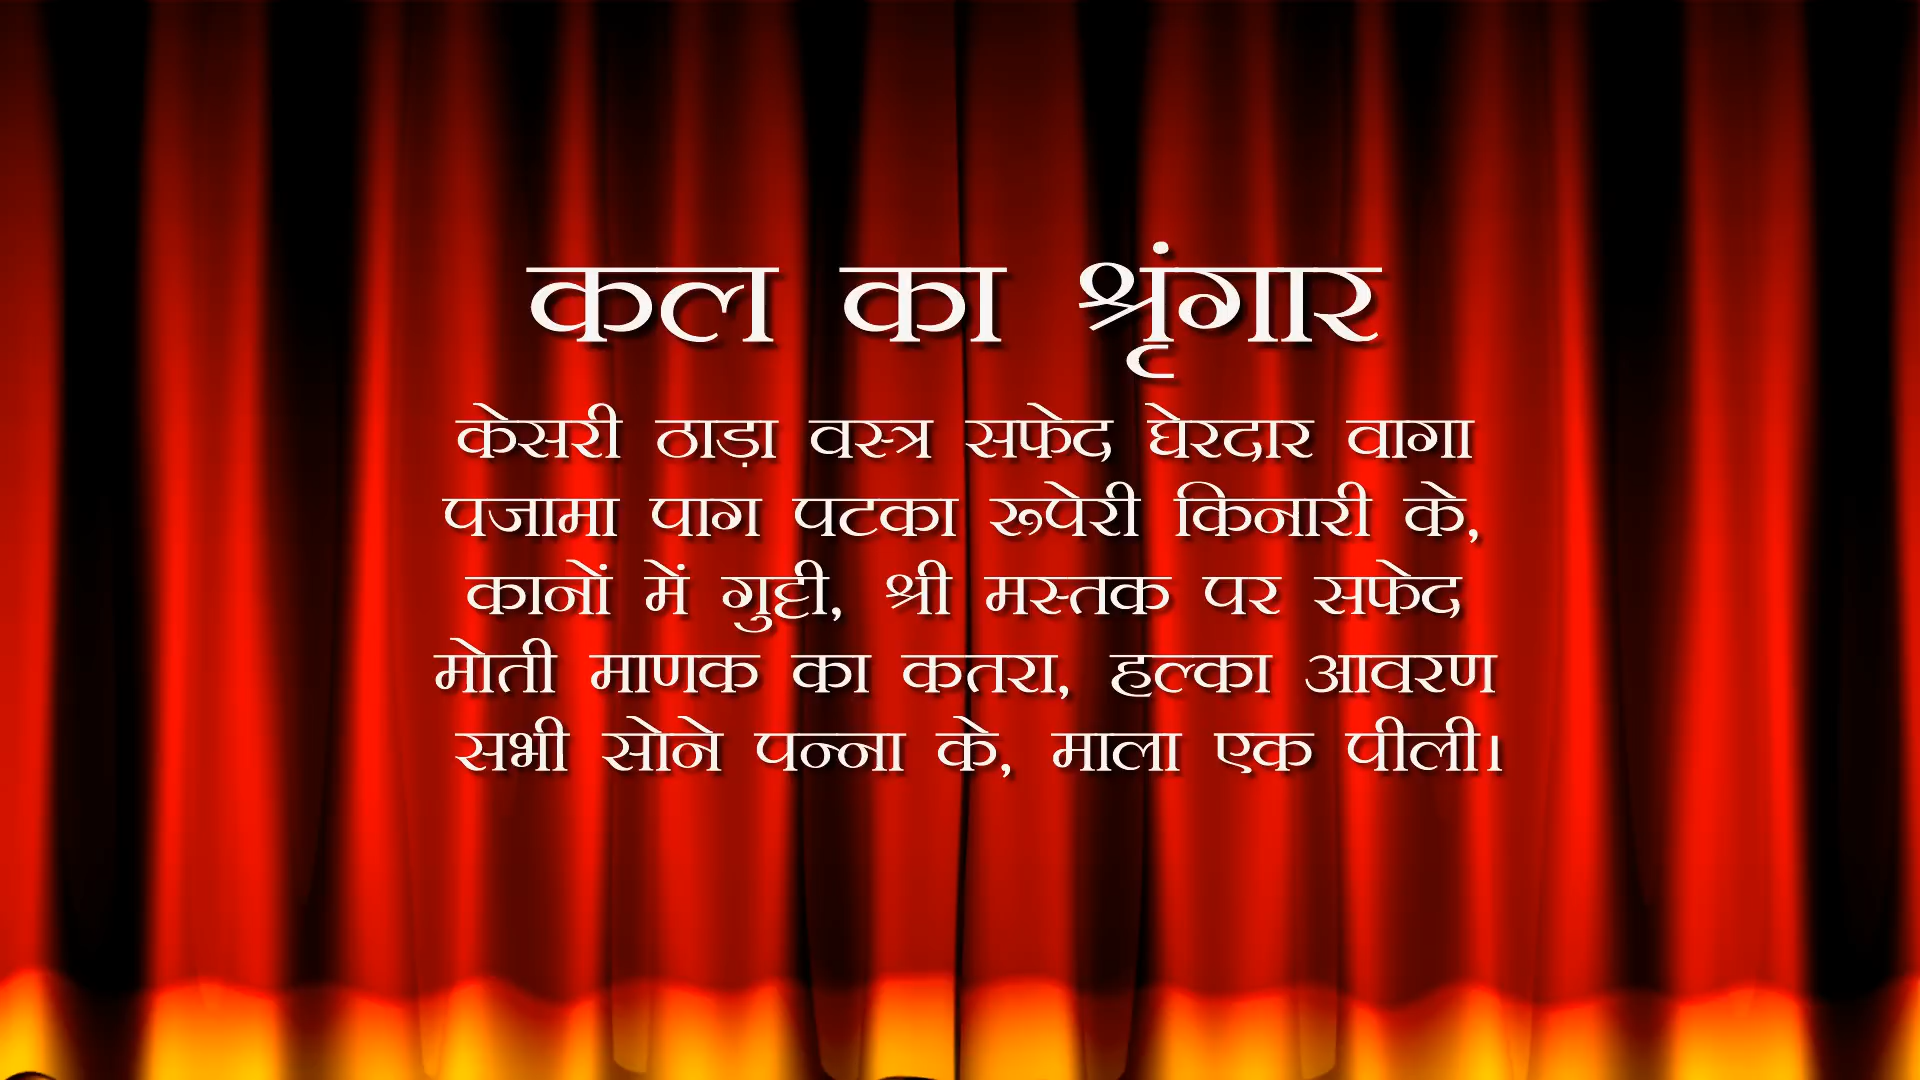 कल का श्रृंगार
केसरी ठाड़ा वस्त्र सफेद घेरदार वागा
पजामा पाग पटका रूपेरी किनारी के,
कानों में गुट्टी, श्री मस्तक पर सफेद
मोती माणक का कतरा, हल्का आवरण
सभी सोने पन्ना के, माला एक पीली।